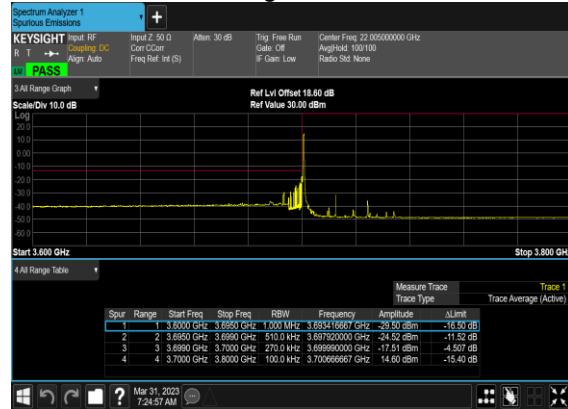 Spectrum Analyzer 1
Spurious Emissions
KEYSIGHT Input: RF Input Z: 50 Ω Atten: 30 dB Trig: Free Run Center Freq: 22.005000000 GHz
R T Coupling: DC Corr CCorr Gate: Off Avg|Hold: 100/100
Align: Auto Freq Ref: Int (S) IF Gain: Low Radio Std: None
PASS
3 All Range Graph
Ref Lvl Offset 18.60 dB
Scale/Div 10.0 dB Ref Value 30.00 dBm
Log
20.0
10.0
0.00
-10.0
-20.0
-30.0
-40.0
-50.0
-60.0
Start 3.600 GHz Stop 3.800 GH
4 All Range Table
Measure Trace Trace 1
Trace Type Trace Average (Active)
Spur Range Start Freq Stop Freq RBW Frequency Amplitude ΔLimit
1 1 3.6000 GHz 3.6950 GHz 1.000 MHz 3.693416667 GHz -29.50 dBm -16.50 dB
2 2 3.6950 GHz 3.6990 GHz 510.0 kHz 3.697920000 GHz -24.52 dBm -11.52 dB
3 3 3.6990 GHz 3.7000 GHz 270.0 kHz 3.699990000 GHz -17.51 dBm -4.507 dB
4 4 3.7000 GHz 3.8000 GHz 100.0 kHz 3.700666667 GHz 14.60 dBm -15.40 dB
? Mar 31, 2023
7:24:57 AM